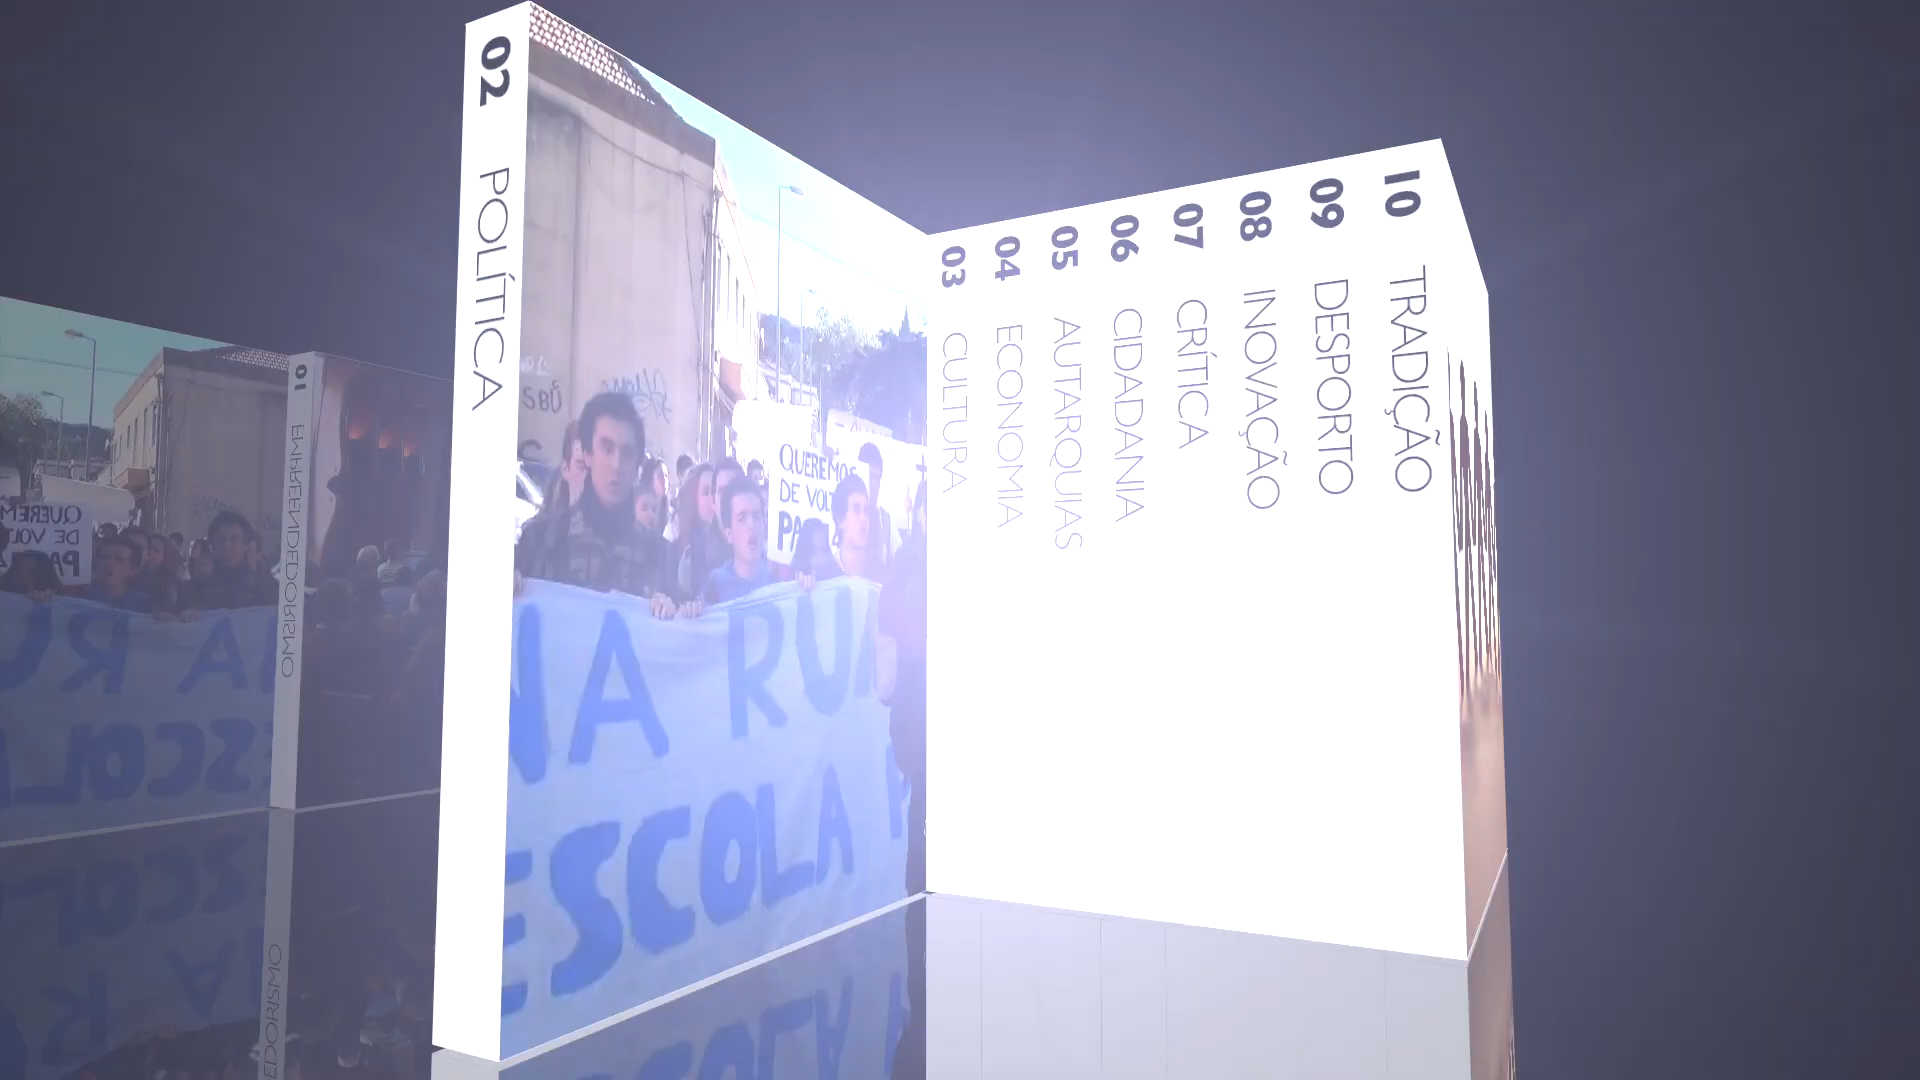 02 POLÍTICA
QUEREMOS
DE VOLT
PA
NA RUA
ESCOLA
03 CULTURA
04 ECONOMIA
05 AUTARQUIAS
06 CIDADANIA
07 CRÍTICA
08 INOVAÇÃO
09 DESPORTO
10 TRADIÇÃO
01 EMPREENDEDORISMO